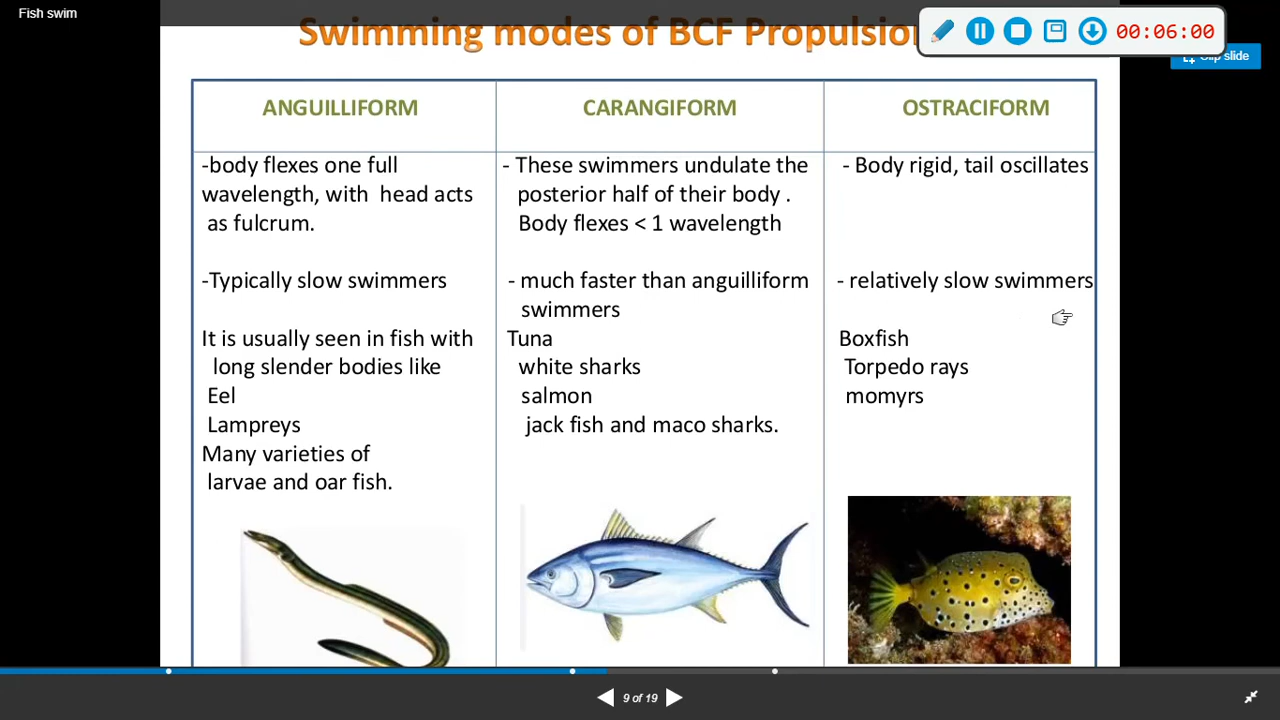 Fish swim
Swimming modes of BCF Propulsion
00:06:00
Clip slide
ANGUILLIFORM
-body flexes one full
wavelength, with head acts
as fulcrum.
-Typically slow swimmers
It is usually seen in fish with
long slender bodies like
Eel
Lampreys
Many varieties of
larvae and oar fish.
CARANGIFORM
- These swimmers undulate the
posterior half of their body .
Body flexes < 1 wavelength
- much faster than anguilliform
swimmers
Tuna
white sharks
salmon
jack fish and maco sharks.
OSTRACIFORM
- Body rigid, tail oscillates
- relatively slow swimmers
Boxfish
Torpedo rays
momyrs
9 of 19